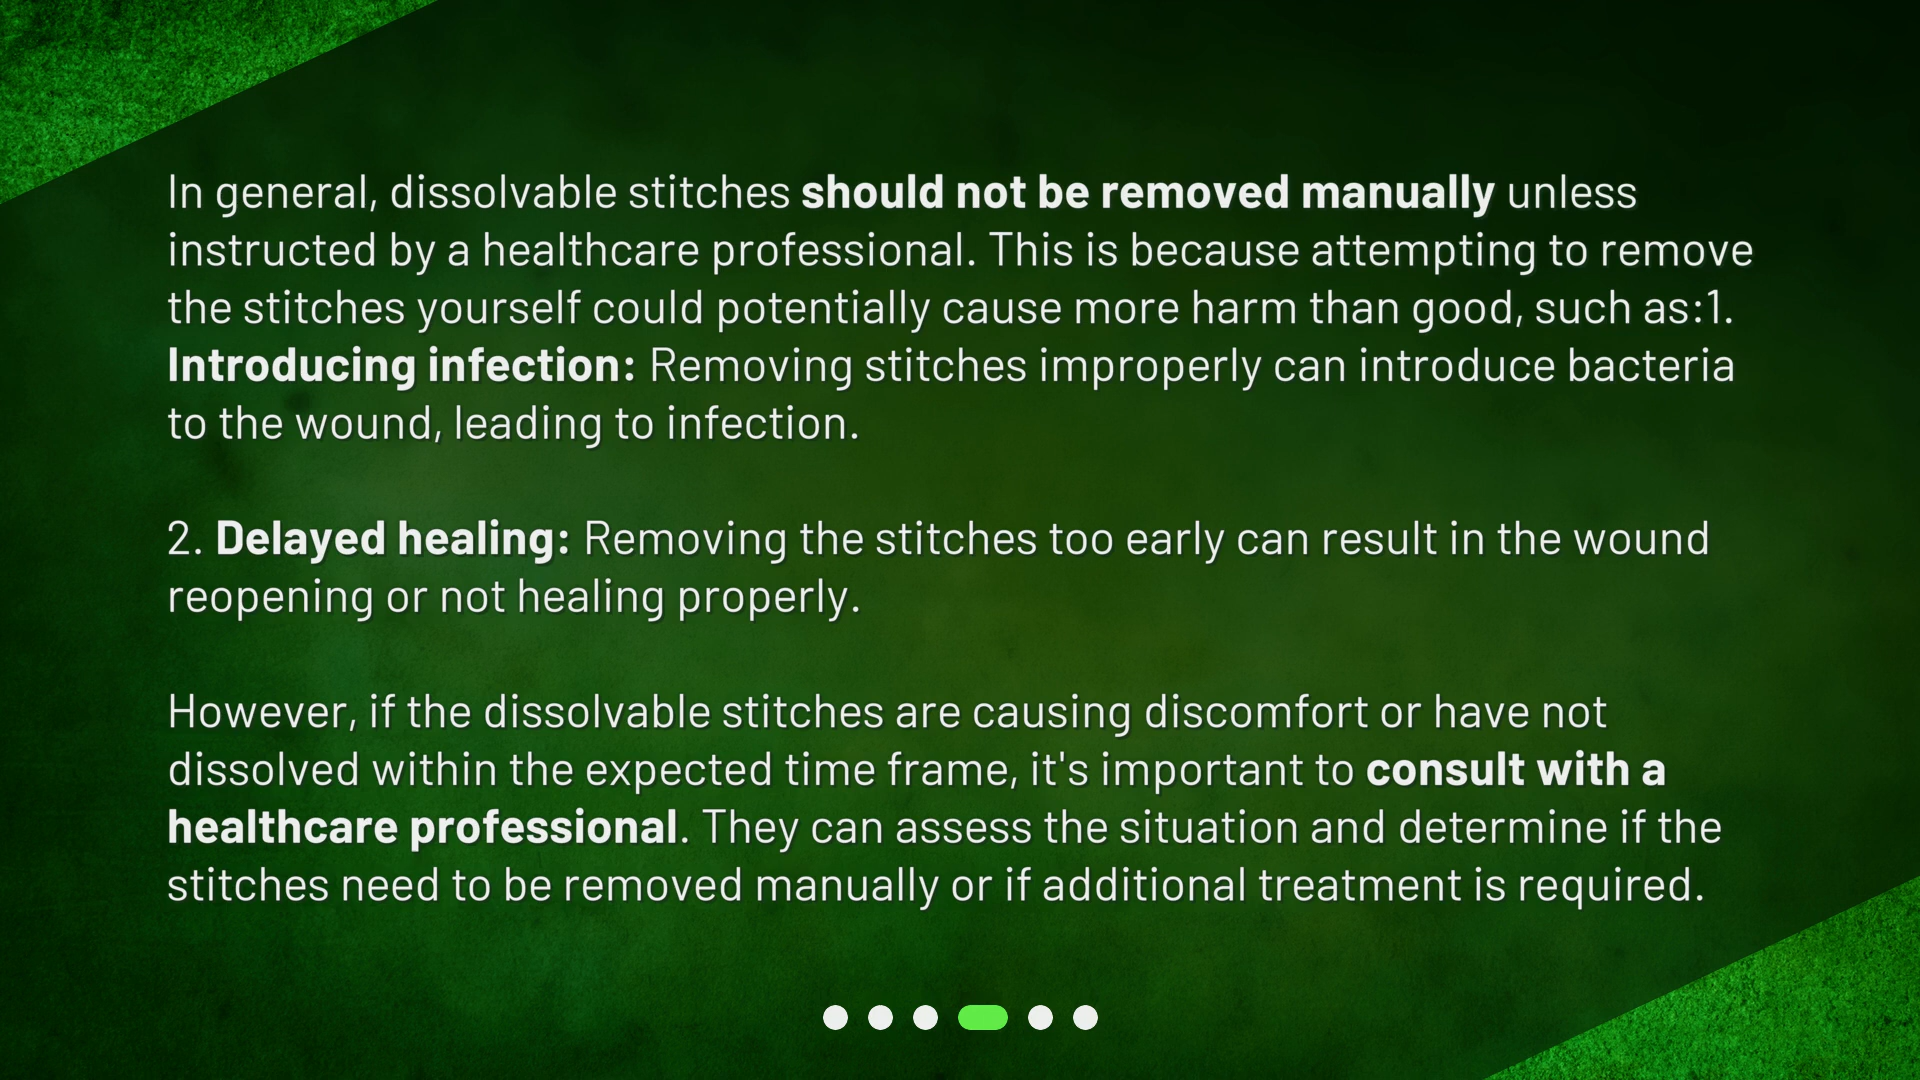 In general, dissolvable stitches should not be removed manually unless
instructed by a healthcare professional. This is because attempting to remove
the stitches yourself could potentially cause more harm than good, such as:1.
Introducing infection: Removing stitches improperly can introduce bacteria
to the wound, leading to infection.
2. Delayed healing: Removing the stitches too early can result in the wound
reopening or not healing properly.
However, if the dissolvable stitches are causing discomfort or have not
dissolved within the expected time frame, it's important to consult with a
healthcare professional. They can assess the situation and determine if the
stitches need to be removed manually or if additional treatment is required.